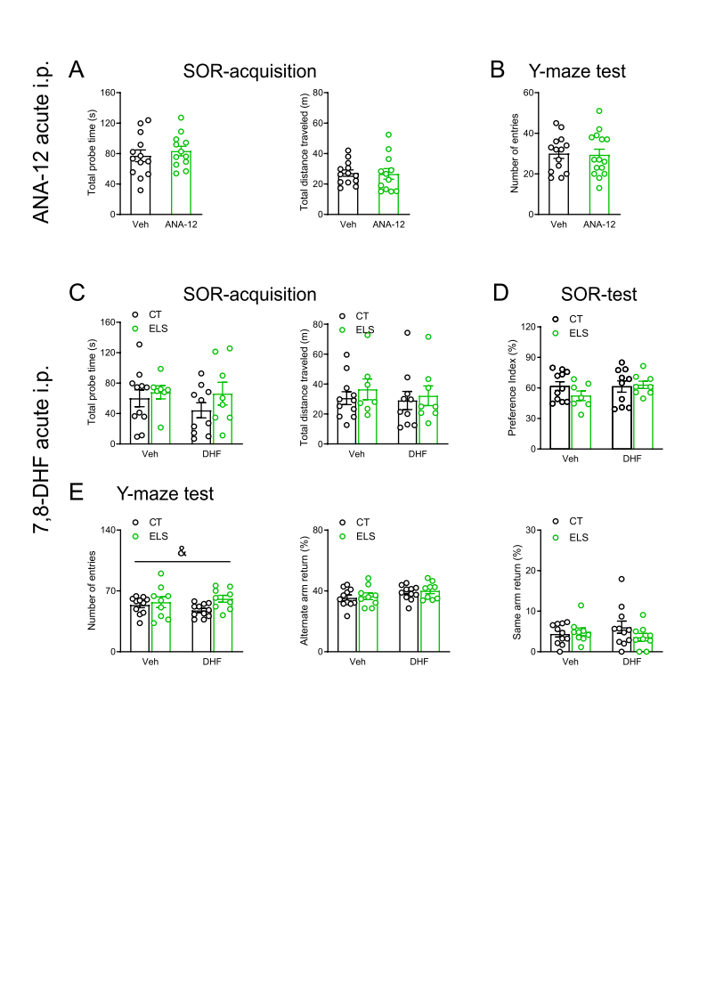 ANA-12 acute i.p.
A
SOR-acquisition
Total probe time (s)
160
120
80
40
0
Veh
ANA-12
Total distance traveled (m)
80
60
40
20
0
Veh
ANA-12
B
Y-maze test
Number of entries
60
40
20
0
Veh
ANA-12
7,8-DHF acute i.p.
C
SOR-acquisition
CT
ELS
Total probe time (s)
160
120
80
40
0
Veh
DHF
CT
ELS
Total distance traveled (m)
80
60
40
20
0
Veh
DHF
D
SOR-test
CT
ELS
Preference Index (%)
120
90
60
30
0
Veh
DHF
E
Y-maze test
CT
ELS
&
Number of entries
140
70
0
Veh
DHF
CT
ELS
Alternate arm return (%)
80
40
0
Veh
DHF
CT
ELS
Same arm return (%)
30
20
10
0
Veh
DHF